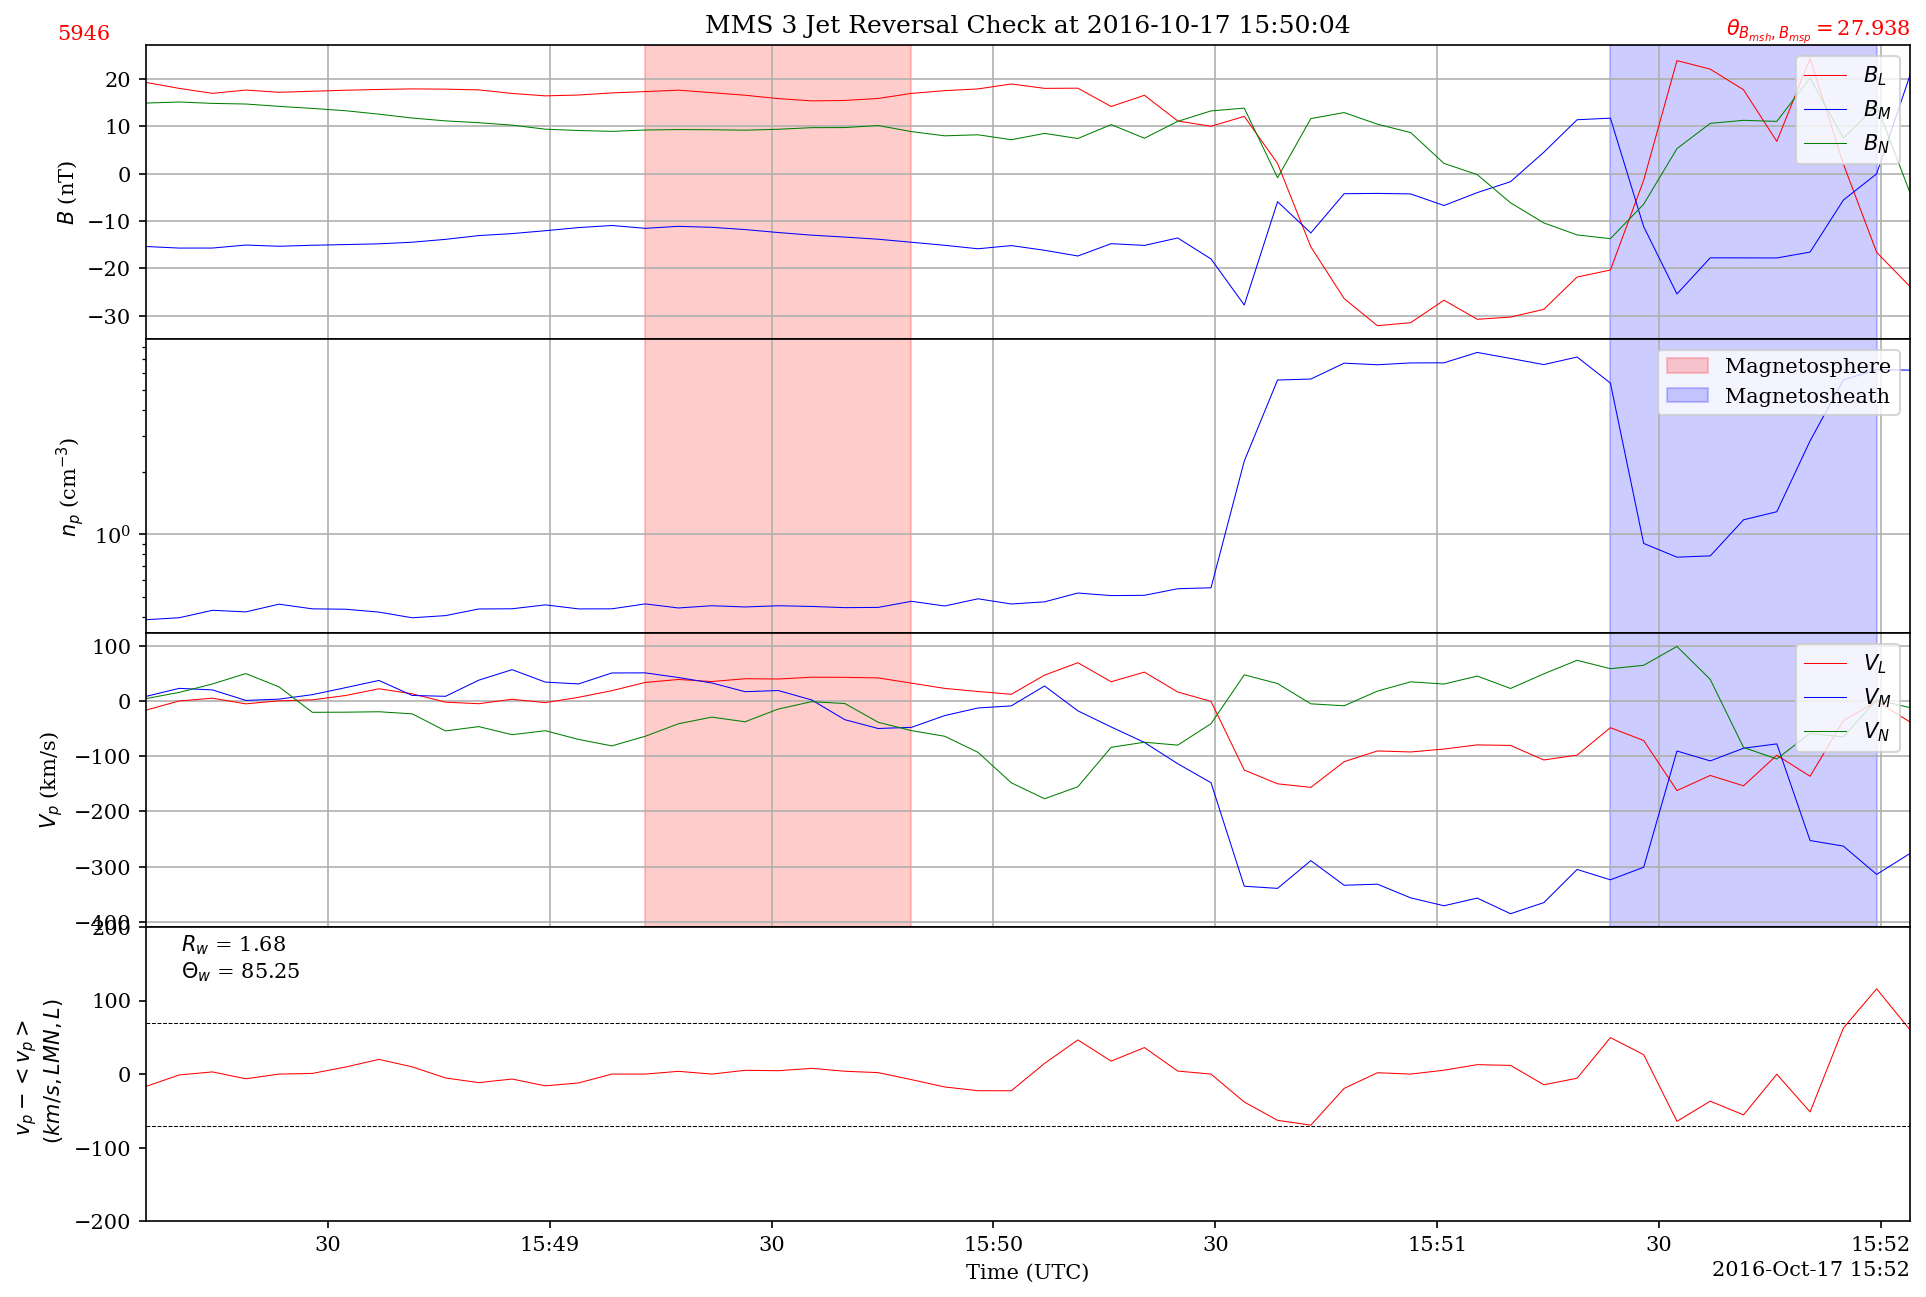 5946
MMS 3 Jet Reversal Check at 2016-10-17 15:50:04
θ_{B_{msh}, B_{msp}} = 27.938
20
10
0
−10
−20
−30
B (nT)
B_L
B_M
B_N
10^0
n_p (cm^{−3})
Magnetosphere
Magnetosheath
100
0
−100
−200
−300
−400
V_p (km/s)
V_L
V_M
V_N
200
100
0
−100
−200
v_p − < v_p >
(km/s, LMN, L)
R_w = 1.68
Θ_w = 85.25
30 15:49 30 15:50 30 15:51 30 15:52
Time (UTC)
2016-Oct-17 15:52